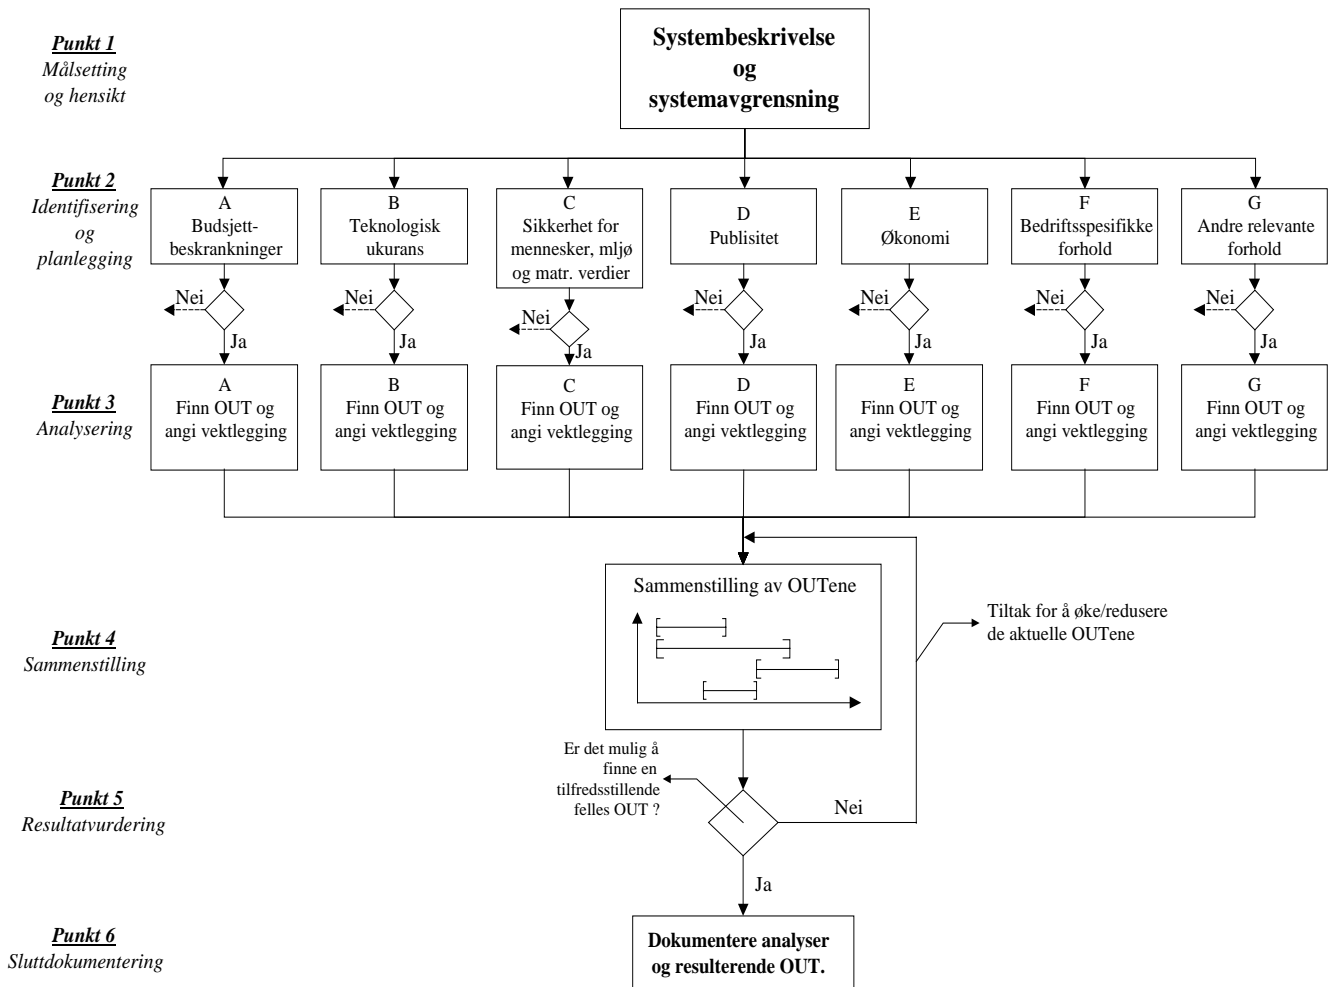 Punkt 1
Målsetting
og hensikt
Systembeskrivelse
og
systemavgrensning
Punkt 2
Identifisering
og
planlegging
A
Budsjett-
beskrankninger
B
Teknologisk
ukurans
C
Sikkerhet for
mennesker, mljø
og matr. verdier
D
Publisitet
E
Økonomi
F
Bedriftsspesifikke
forhold
G
Andre relevante
forhold
Nei
Nei
Nei
Nei
Nei
Nei
Nei
Ja
Ja
Ja
Ja
Ja
Ja
Ja
Punkt 3
Analysering
A
Finn OUT og
angi vektlegging
B
Finn OUT og
angi vektlegging
C
Finn OUT og
angi vektlegging
D
Finn OUT og
angi vektlegging
E
Finn OUT og
angi vektlegging
F
Finn OUT og
angi vektlegging
G
Finn OUT og
angi vektlegging
Punkt 4
Sammenstilling
Sammenstilling av OUTene
Tiltak for å øke/redusere
de aktuelle OUTene
Punkt 5
Resultatvurdering
Er det mulig å
finne en
tilfredsstillende
felles OUT ?
Nei
Ja
Punkt 6
Sluttdokumentering
Dokumentere analyser
og resulterende OUT.